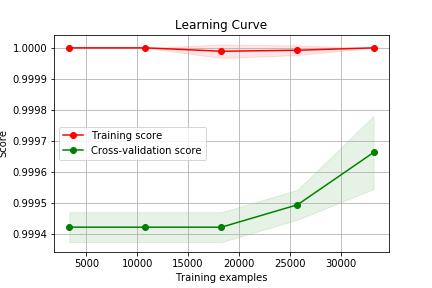 Learning Curve
1.0000
0.9999
0.9998
0.9997
0.9996
0.9995
0.9994
Score
Training score
Cross-validation score
5000 10000 15000 20000 25000 30000
Training examples